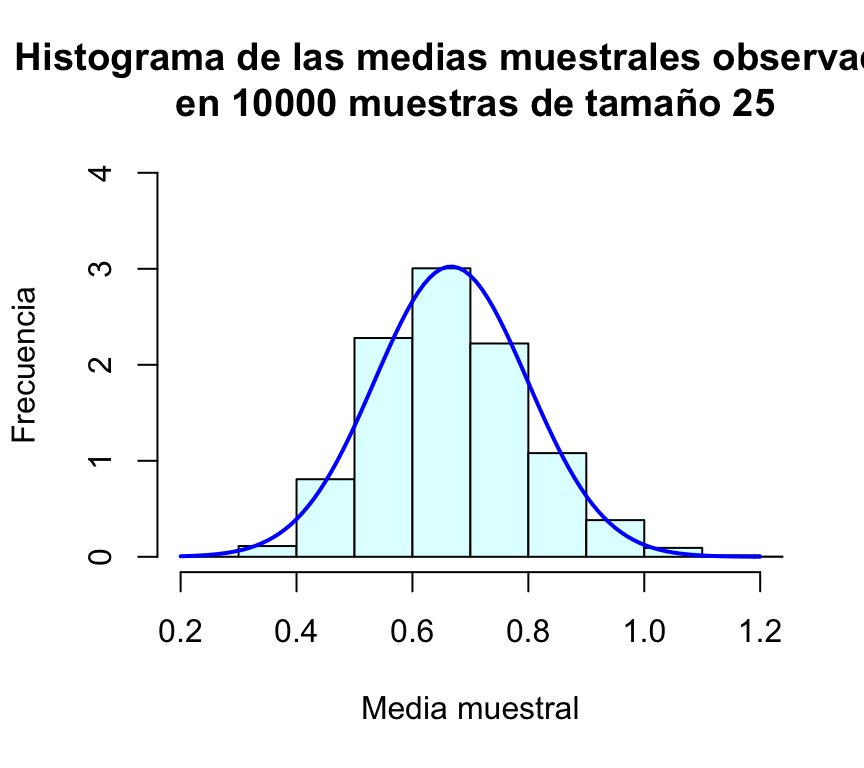 Histograma de las medias muestrales observa
en 10000 muestras de tamaño 25
4
3
2
1
0
Frecuencia
0.2 0.4 0.6 0.8 1.0 1.2
Media muestral